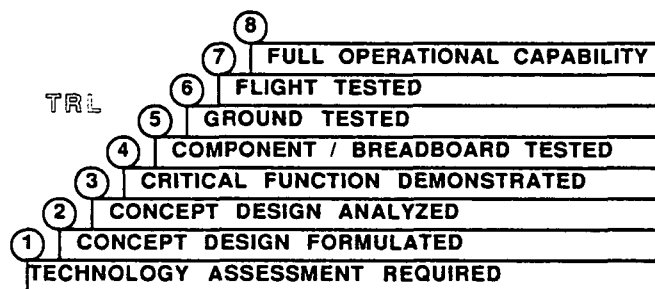 8
FULL OPERATIONAL CAPABILITY
7
FLIGHT TESTED
6
TRL
GROUND TESTED
5
COMPONENT / BREADBOARD TESTED
4
CRITICAL FUNCTION DEMONSTRATED
3
CONCEPT DESIGN ANALYZED
2
CONCEPT DESIGN FORMULATED
1
TECHNOLOGY ASSESSMENT REQUIRED